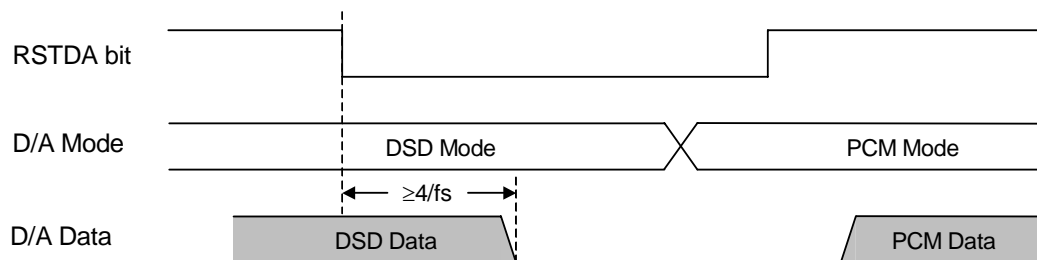 RSTDA bit
D/A Mode
DSD Mode
PCM Mode
≥4/fs
D/A Data
DSD Data
PCM Data